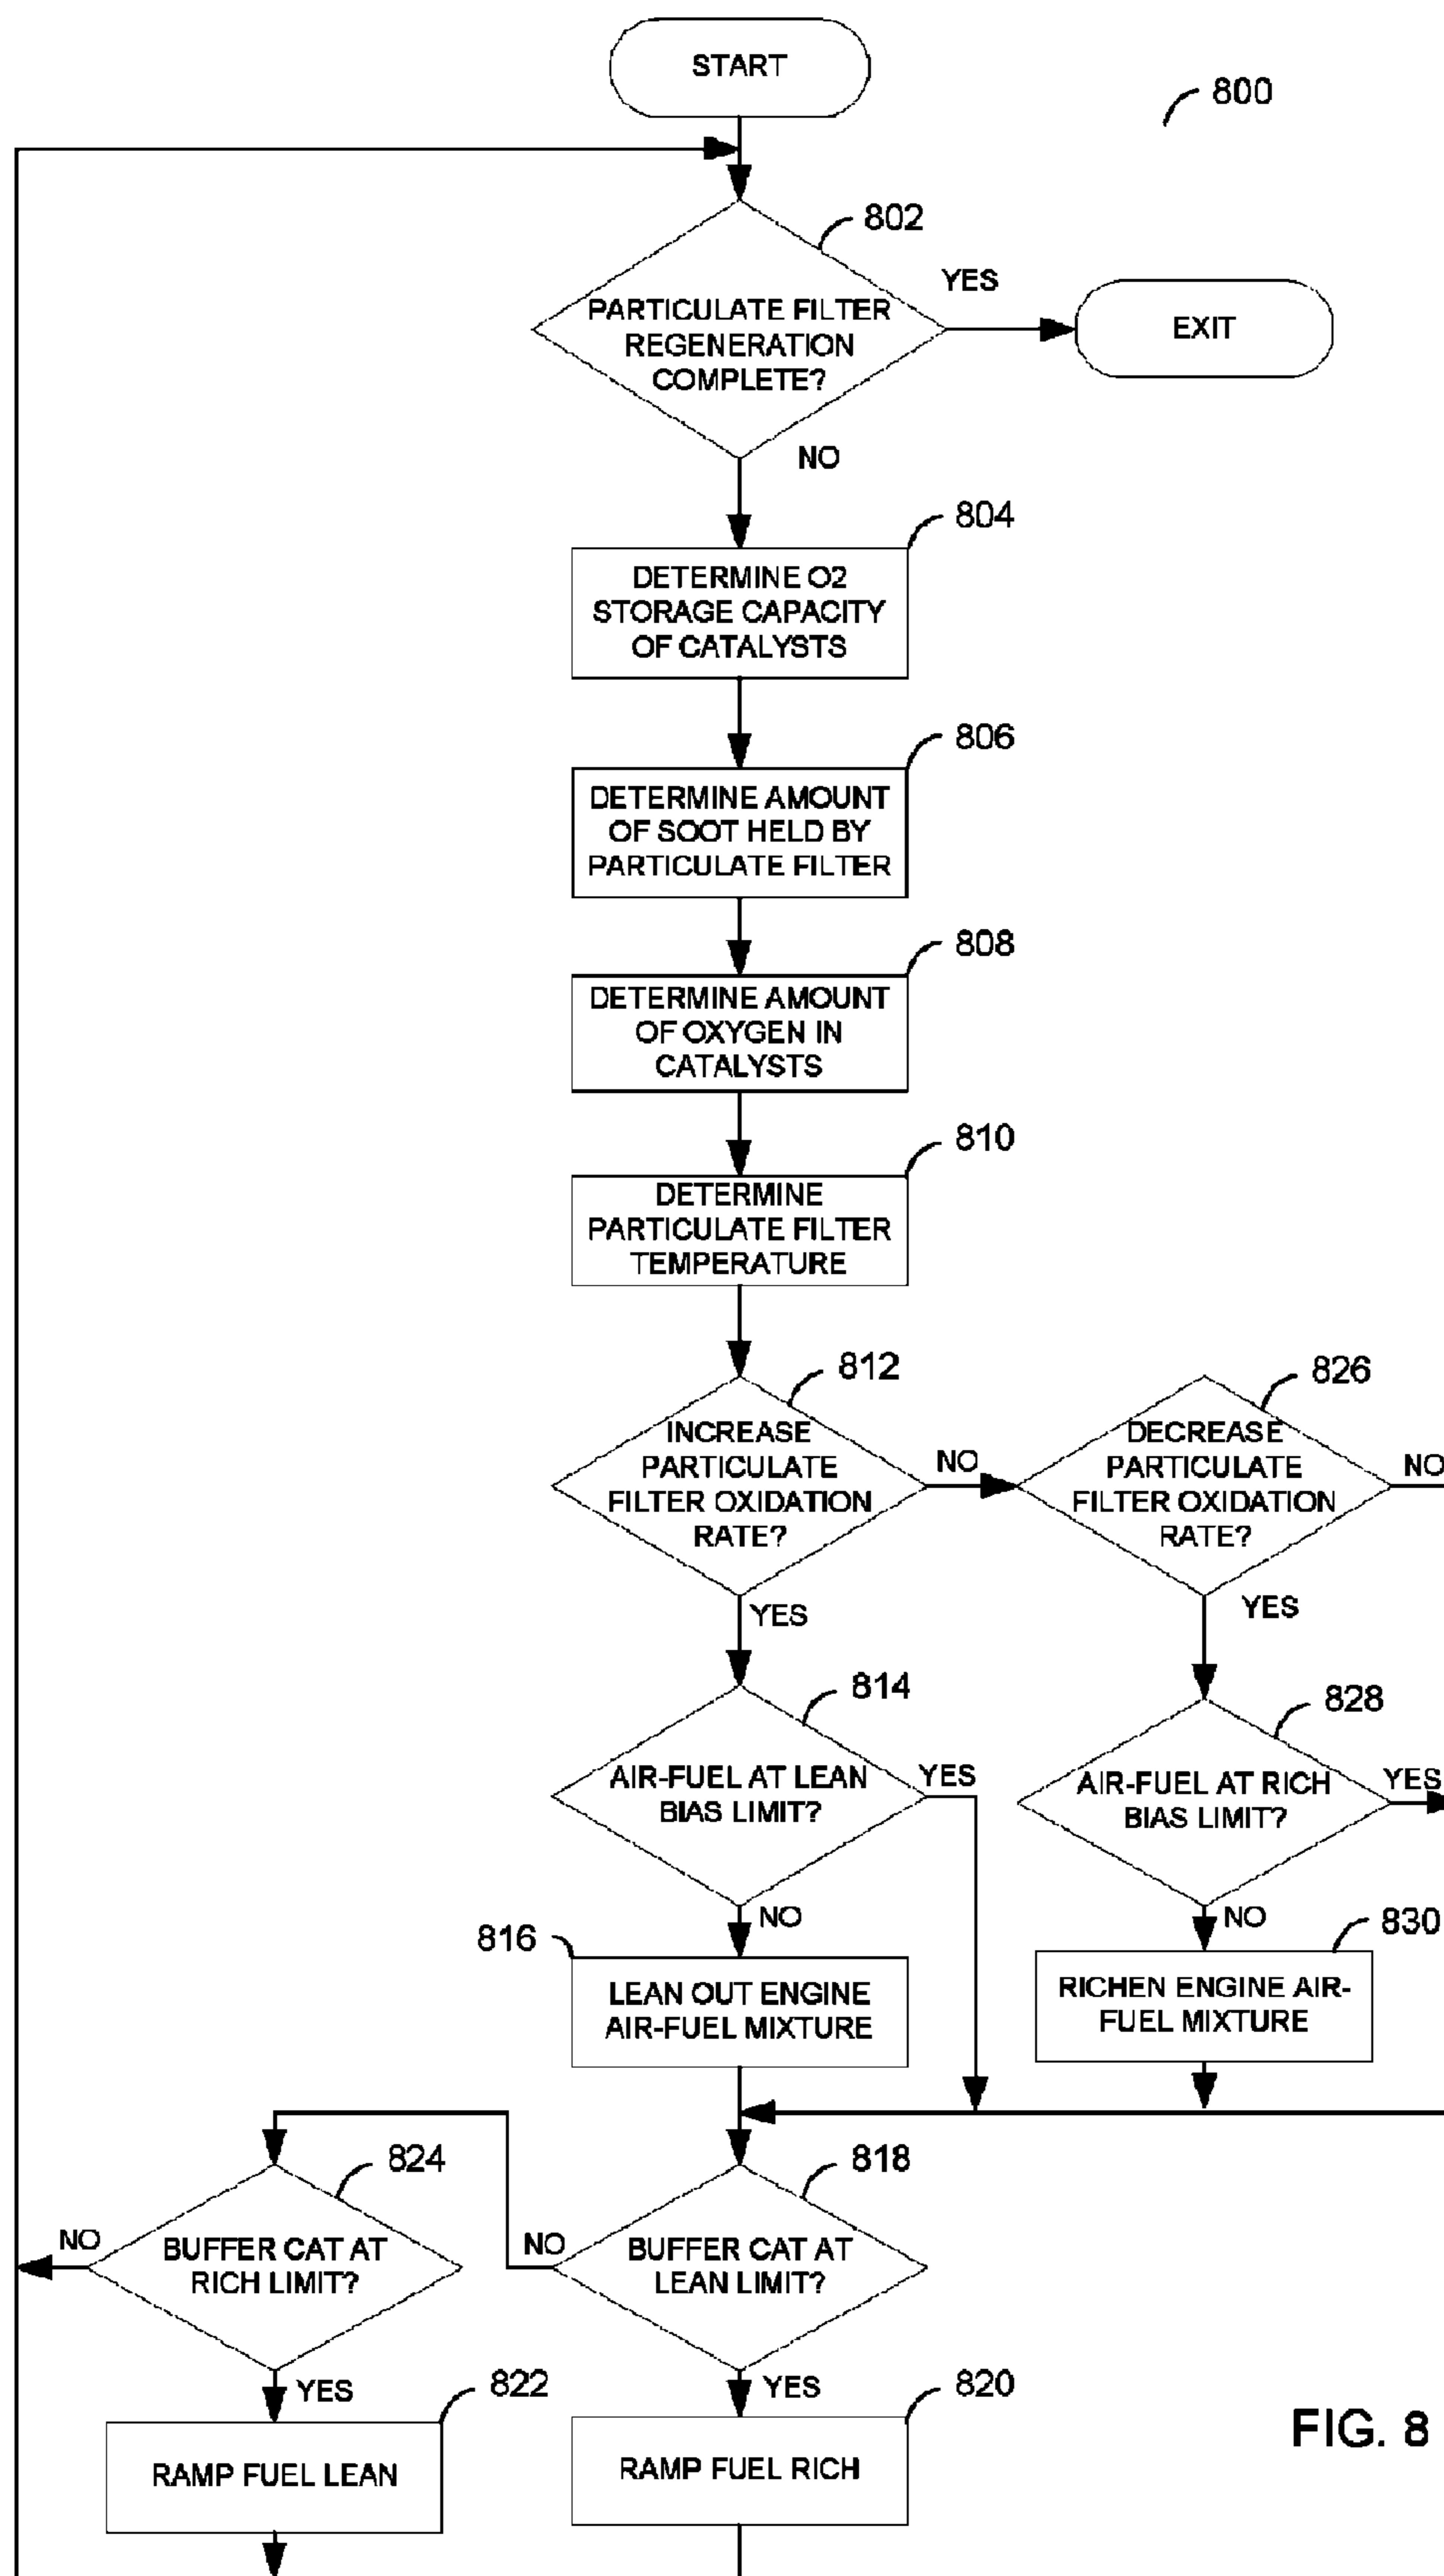 START
800
802
PARTICULATE FILTER
REGENERATION
COMPLETE?
YES
EXIT
NO
804
DETERMINE O2
STORAGE CAPACITY
OF CATALYSTS
806
DETERMINE AMOUNT
OF SOOT HELD BY
PARTICULATE FILTER
808
DETERMINE AMOUNT
OF OXYGEN IN
CATALYSTS
810
DETERMINE
PARTICULATE FILTER
TEMPERATURE
812
INCREASE
PARTICULATE
FILTER OXIDATION
RATE?
NO
YES
826
DECREASE
PARTICULATE
FILTER OXIDATION
RATE?
NO
YES
814
AIR-FUEL AT LEAN
BIAS LIMIT?
YES
NO
828
AIR-FUEL AT RICH
BIAS LIMIT?
YES
NO
816
LEAN OUT ENGINE
AIR-FUEL MIXTURE
830
RICHEN ENGINE AIR-
FUEL MIXTURE
824
BUFFER CAT AT
RICH LIMIT?
NO
YES
818
BUFFER CAT AT
LEAN LIMIT?
NO
YES
822
RAMP FUEL LEAN
820
RAMP FUEL RICH
FIG. 8